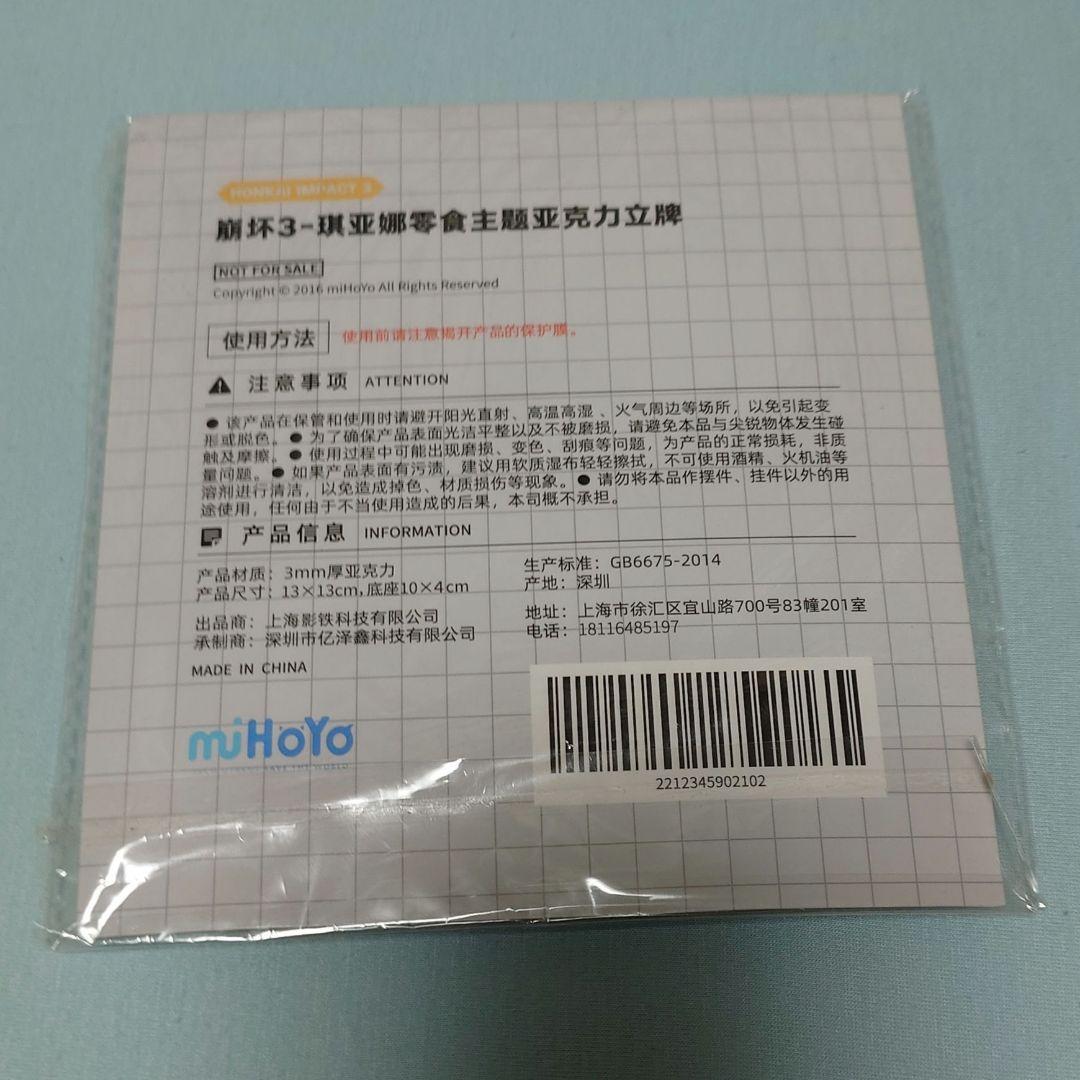 HONKAI IMPACT 3
崩坏3-琪亚娜零食主题亚克力立牌
NOT FOR SALE
Copyright © 2016 miHoYo All Rights Reserved
使用方法 使用前请注意揭开产品的保护膜。
注意事项 ATTENTION
● 该产品在保管和使用时请避开阳光直射、高温高湿、火气周边等场所，以免引起变
形或脱色。● 为了确保产品表面光洁平整以及不被磨损，请避免本品与尖锐物体发生碰
触及摩擦。● 使用过程中可能出现磨损、变色、刮痕等问题，为产品的正常损耗，非质
量问题。● 如果产品表面有污渍，建议用软质湿布轻轻擦拭，不可使用酒精、火机油等
溶剂进行清洁，以免造成掉色、材质损伤等现象。● 请勿将本品作摆件、挂件以外的用
途使用，任何由于不当使用造成的后果，本司概不承担。
产品信息 INFORMATION
产品材质：3mm厚亚克力
产品尺寸：13×13cm,底座10×4cm
出品商：上海影铁科技有限公司
承制商：深圳市亿泽鑫科技有限公司
MADE IN CHINA
生产标准：GB6675-2014
产地：深圳
地址：上海市徐汇区宜山路700号83幢201室
电话：18116485197
miHoYo
2212345902102